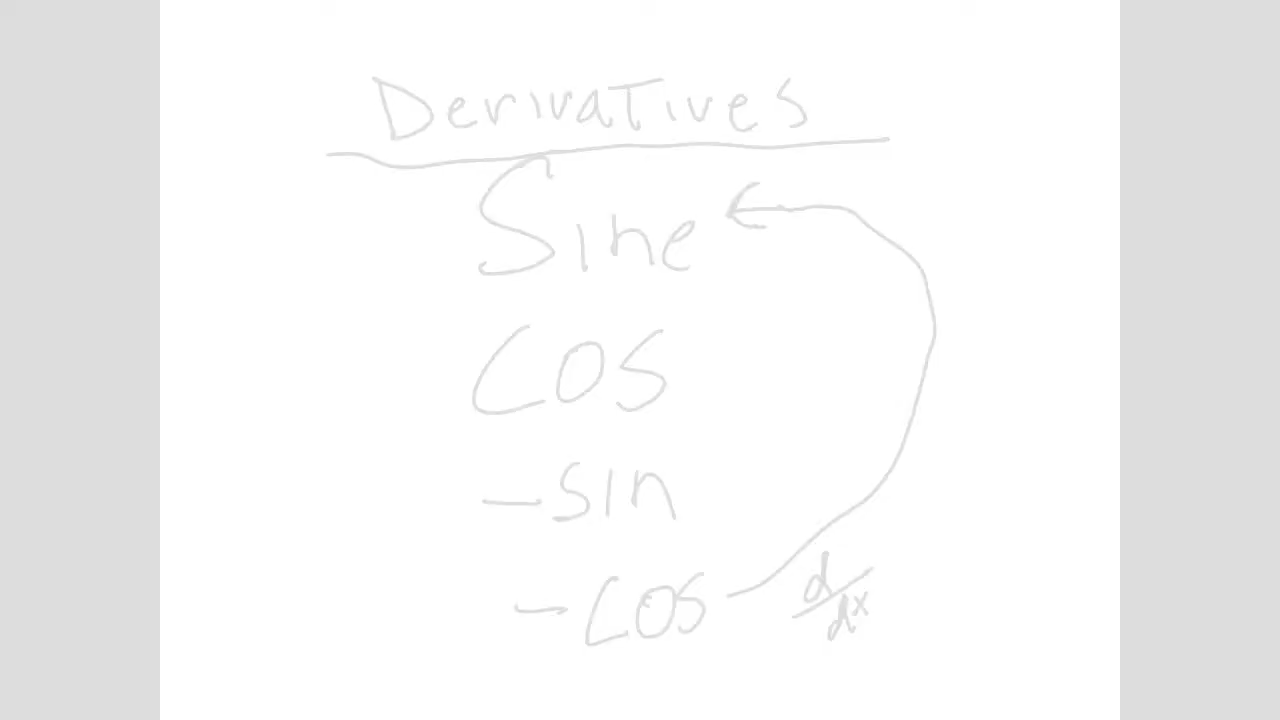 Derivatives
Sine
cos
-sin
-cos
d/dx